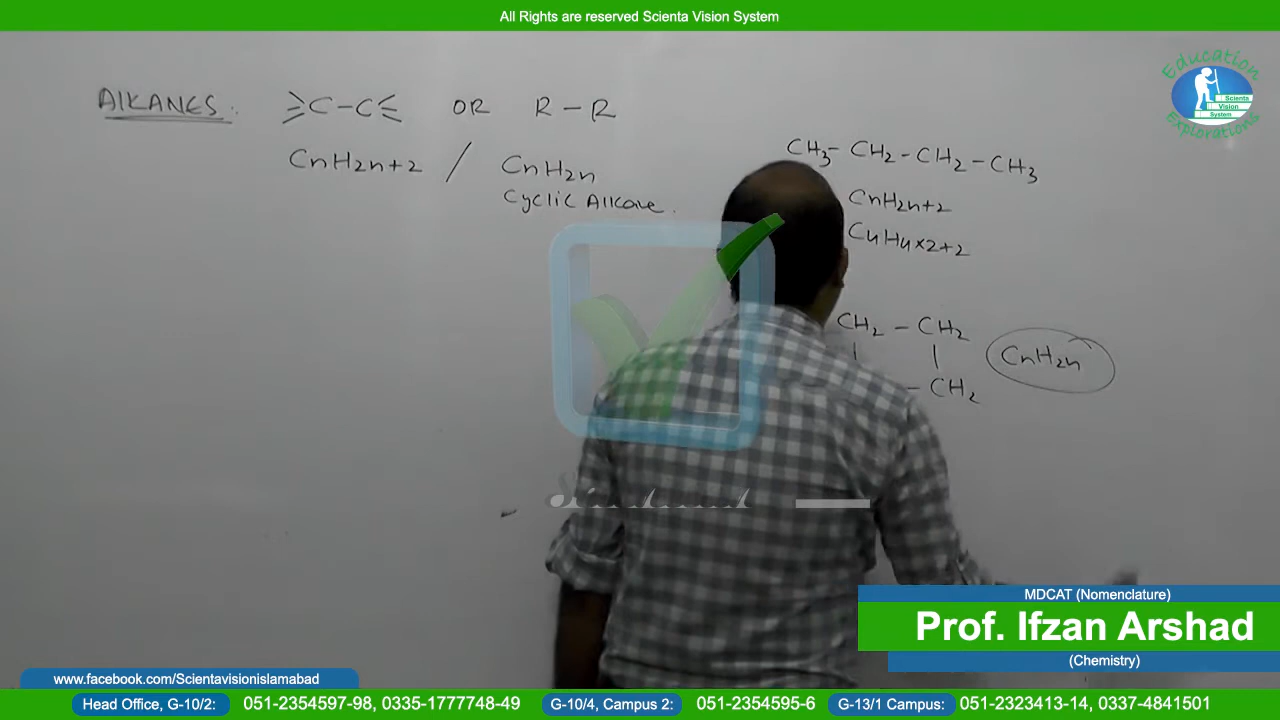 All Rights are reserved Scienta Vision System
Education
Scienta
Vision
System
Explorations
ALKANES: C-C OR R-R
CnH2n+2 / CnH2n
Cyclic Alkane.
CH3-CH2-CH2-CH3
CnH2n+2
C4H4x2+2
CH2-CH2
-CH2
CnH2n
MDCAT (Nomenclature)
Prof. Ifzan Arshad
(Chemistry)
www.facebook.com/Scientavisionislamabad
Head Office, G-10/2: 051-2354597-98, 0335-1777748-49 G-10/4, Campus 2: 051-2354595-6 G-13/1 Campus: 051-2323413-14, 0337-4841501